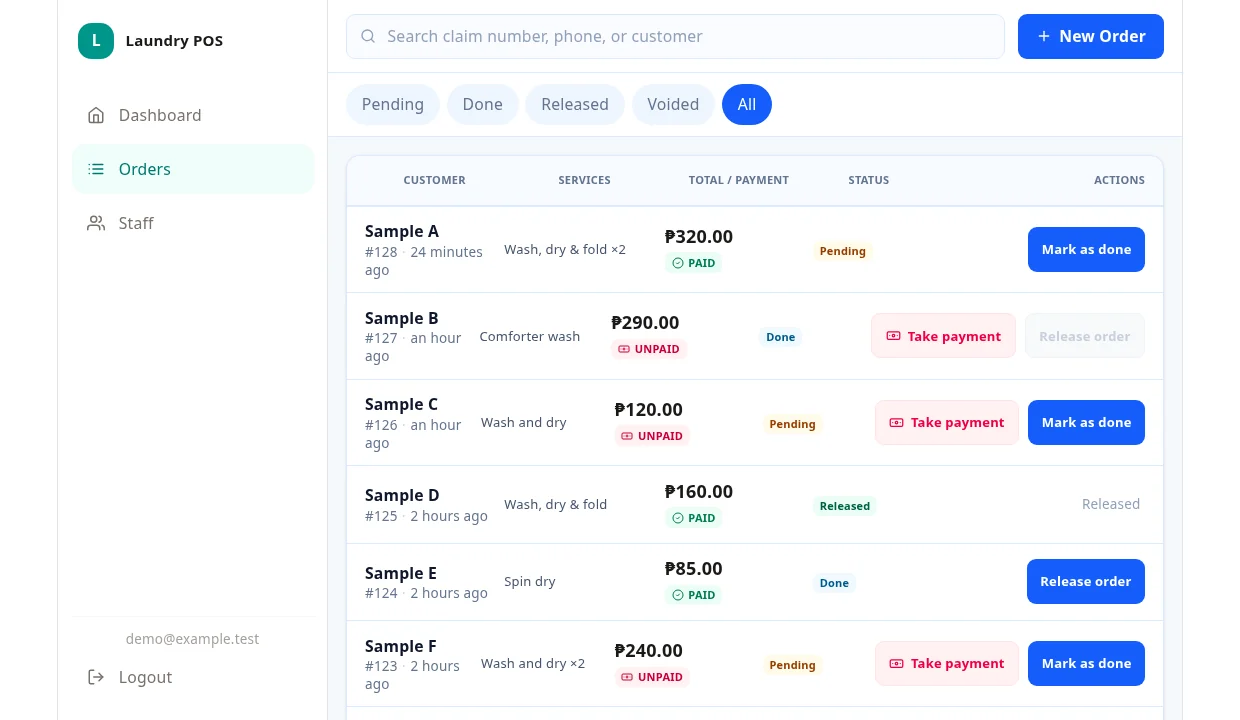 L
Laundry POS
Dashboard
Orders
Staff
demo@example.test
Logout
Search claim number, phone, or customer
+ New Order
Pending
Done
Released
Voided
All
CUSTOMER SERVICES TOTAL / PAYMENT STATUS ACTIONS
Sample A
#128 · 24 minutes
ago
Wash, dry & fold ×2
₱320.00
PAID
Pending
Mark as done
Sample B
#127 · an hour
ago
Comforter wash
₱290.00
UNPAID
Done
Take payment
Release order
Sample C
#126 · an hour
ago
Wash and dry
₱120.00
UNPAID
Pending
Take payment
Mark as done
Sample D
#125 · 2 hours ago
Wash, dry & fold
₱160.00
PAID
Released
Released
Sample E
#124 · 2 hours ago
Spin dry
₱85.00
PAID
Done
Release order
Sample F
#123 · 2 hours
ago
Wash and dry ×2
₱240.00
UNPAID
Pending
Take payment
Mark as done